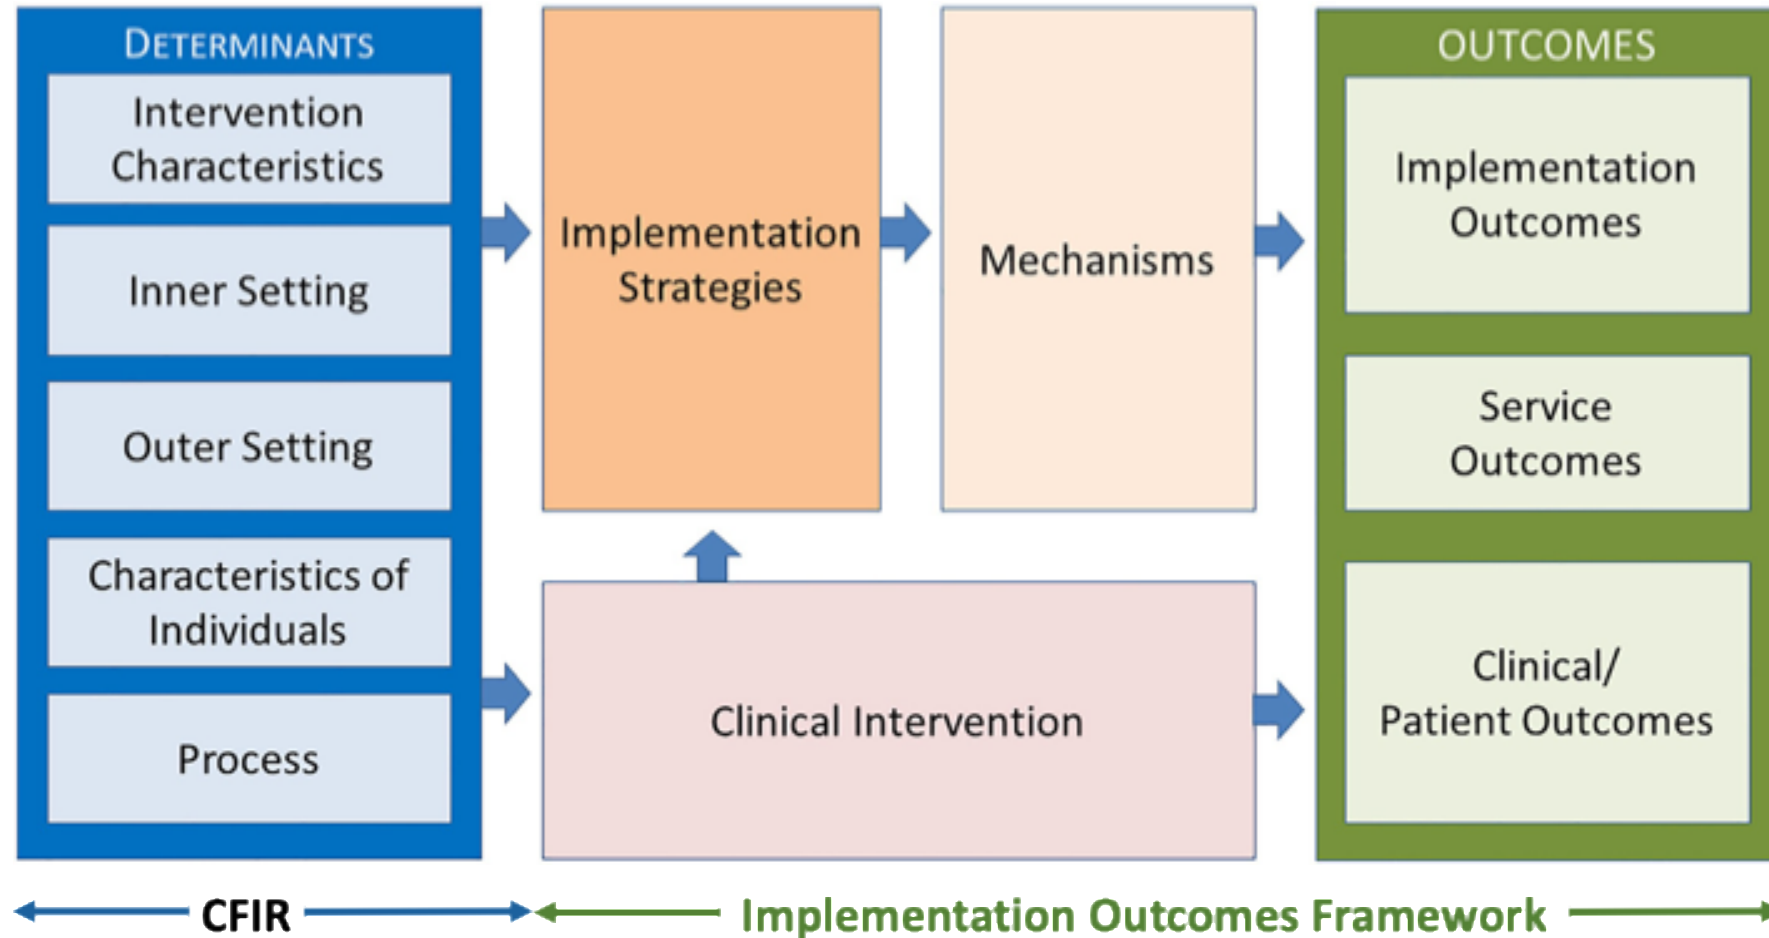 DETERMINANTS
Intervention
Characteristics
Inner Setting
Outer Setting
Characteristics of
Individuals
Process
Implementation
Strategies
Mechanisms
Clinical Intervention
OUTCOMES
Implementation
Outcomes
Service
Outcomes
Clinical/
Patient Outcomes
CFIR
Implementation Outcomes Framework